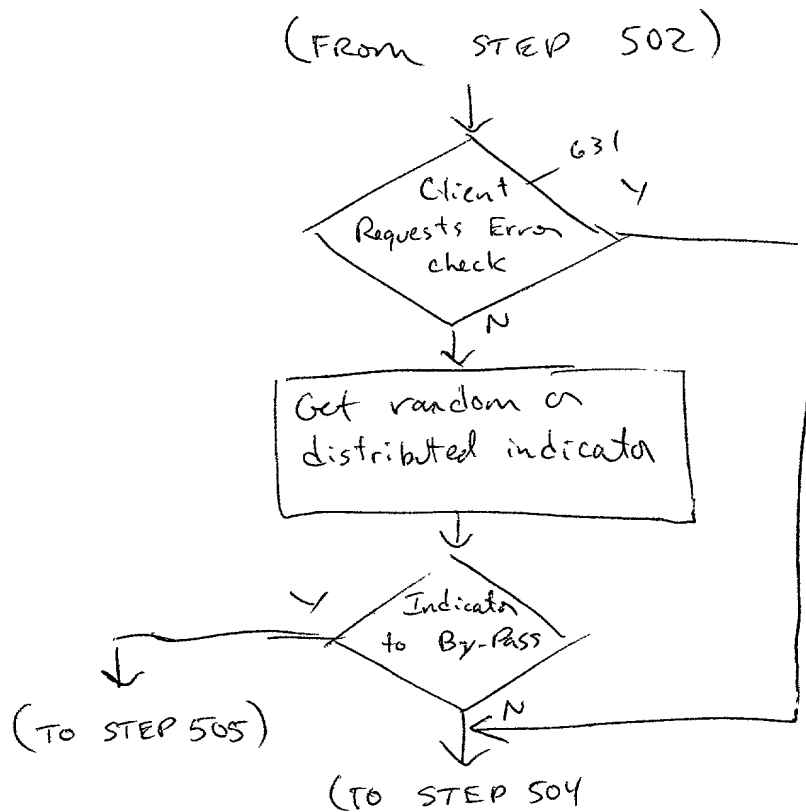 (FROM STEP 502)
631
Client
Y
Requests Error
check
N
Get random or
distributed indicator
Y
Indicator
to By-Pass
N
(TO STEP 505)
(TO STEP 504